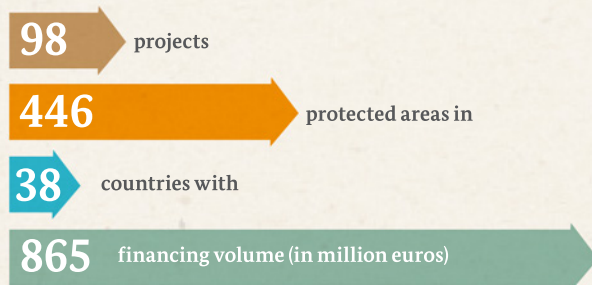 98 projects
446 protected areas in
38 countries with
865 financing volume (in million euros)